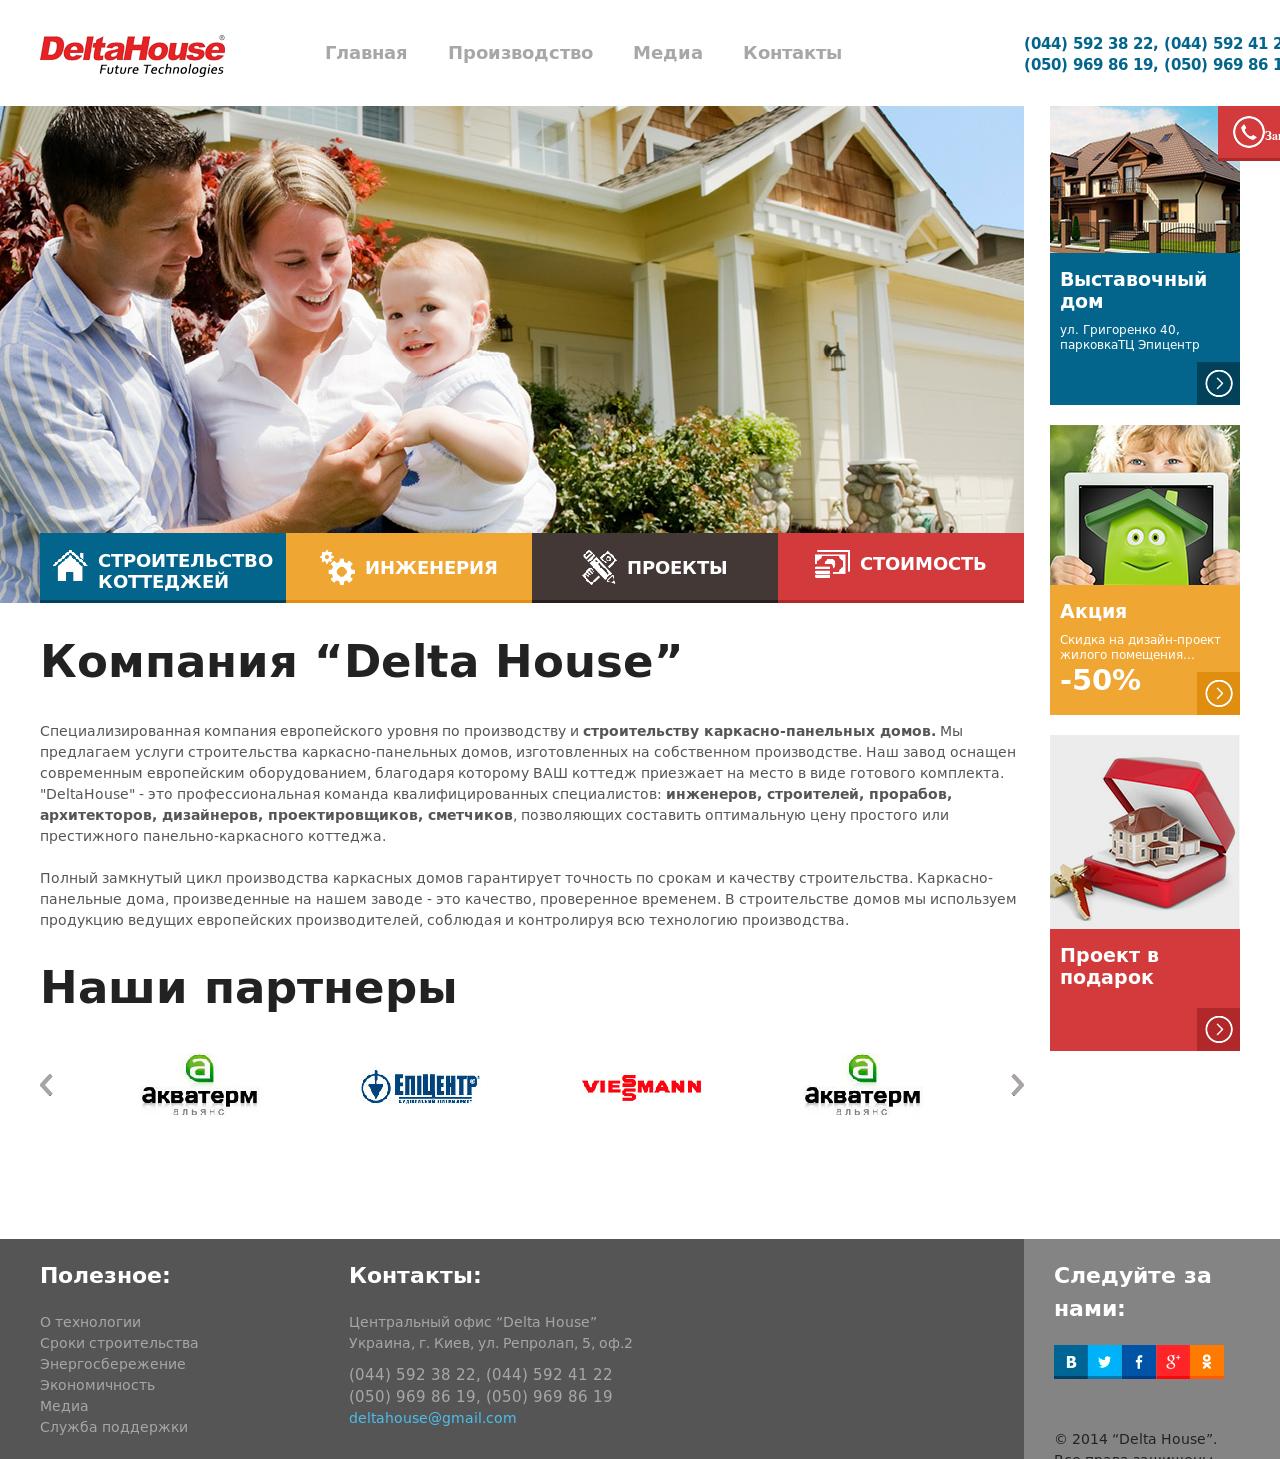 DeltaHouse®
Future Technologies
Главная Производство Медиа Контакты
(044) 592 38 22, (044) 592 41
(050) 969 86 19, (050) 969 86
Выставочный
дом
ул. Григоренко 40,
парковкаТЦ Эпицентр
СТРОИТЕЛЬСТВО
КОТТЕДЖЕЙ
ИНЖЕНЕРИЯ
ПРОЕКТЫ
СТОИМОСТЬ
Акция
Скидка на дизайн-проект
жилого помещения...
-50%
Проект в
подарок
Компания “Delta House”
Специализированная компания европейского уровня по производству и строительству каркасно-панельных домов. Мы
предлагаем услуги строительства каркасно-панельных домов, изготовленных на собственном производстве. Наш завод оснащен
современным европейским оборудованием, благодаря которому ВАШ коттедж приезжает на место в виде готового комплекта.
"DeltaHouse" - это профессиональная команда квалифицированных специалистов: инженеров, строителей, прорабов,
архитекторов, дизайнеров, проектировщиков, сметчиков, позволяющих составить оптимальную цену простого или
престижного панельно-каркасного коттеджа.
Полный замкнутый цикл производства каркасных домов гарантирует точность по срокам и качеству строительства. Каркасно-
панельные дома, произведенные на нашем заводе - это качество, проверенное временем. В строительстве домов мы используем
продукцию ведущих европейских производителей, соблюдая и контролируя всю технологию производства.
Наши партнеры
акватерм
альянс
ЕПІЦЕНТР
VIESSMANN
акватерм
альянс
Полезное:
О технологии
Сроки строительства
Энергосбережение
Экономичность
Медиа
Служба поддержки
Контакты:
Центральный офис “Delta House”
Украина, г. Киев, ул. Репролап, 5, оф.2
(044) 592 38 22, (044) 592 41 22
(050) 969 86 19, (050) 969 86 19
deltahouse@gmail.com
Следуйте за
нами:
© 2014 “Delta House”.
Все права защищены